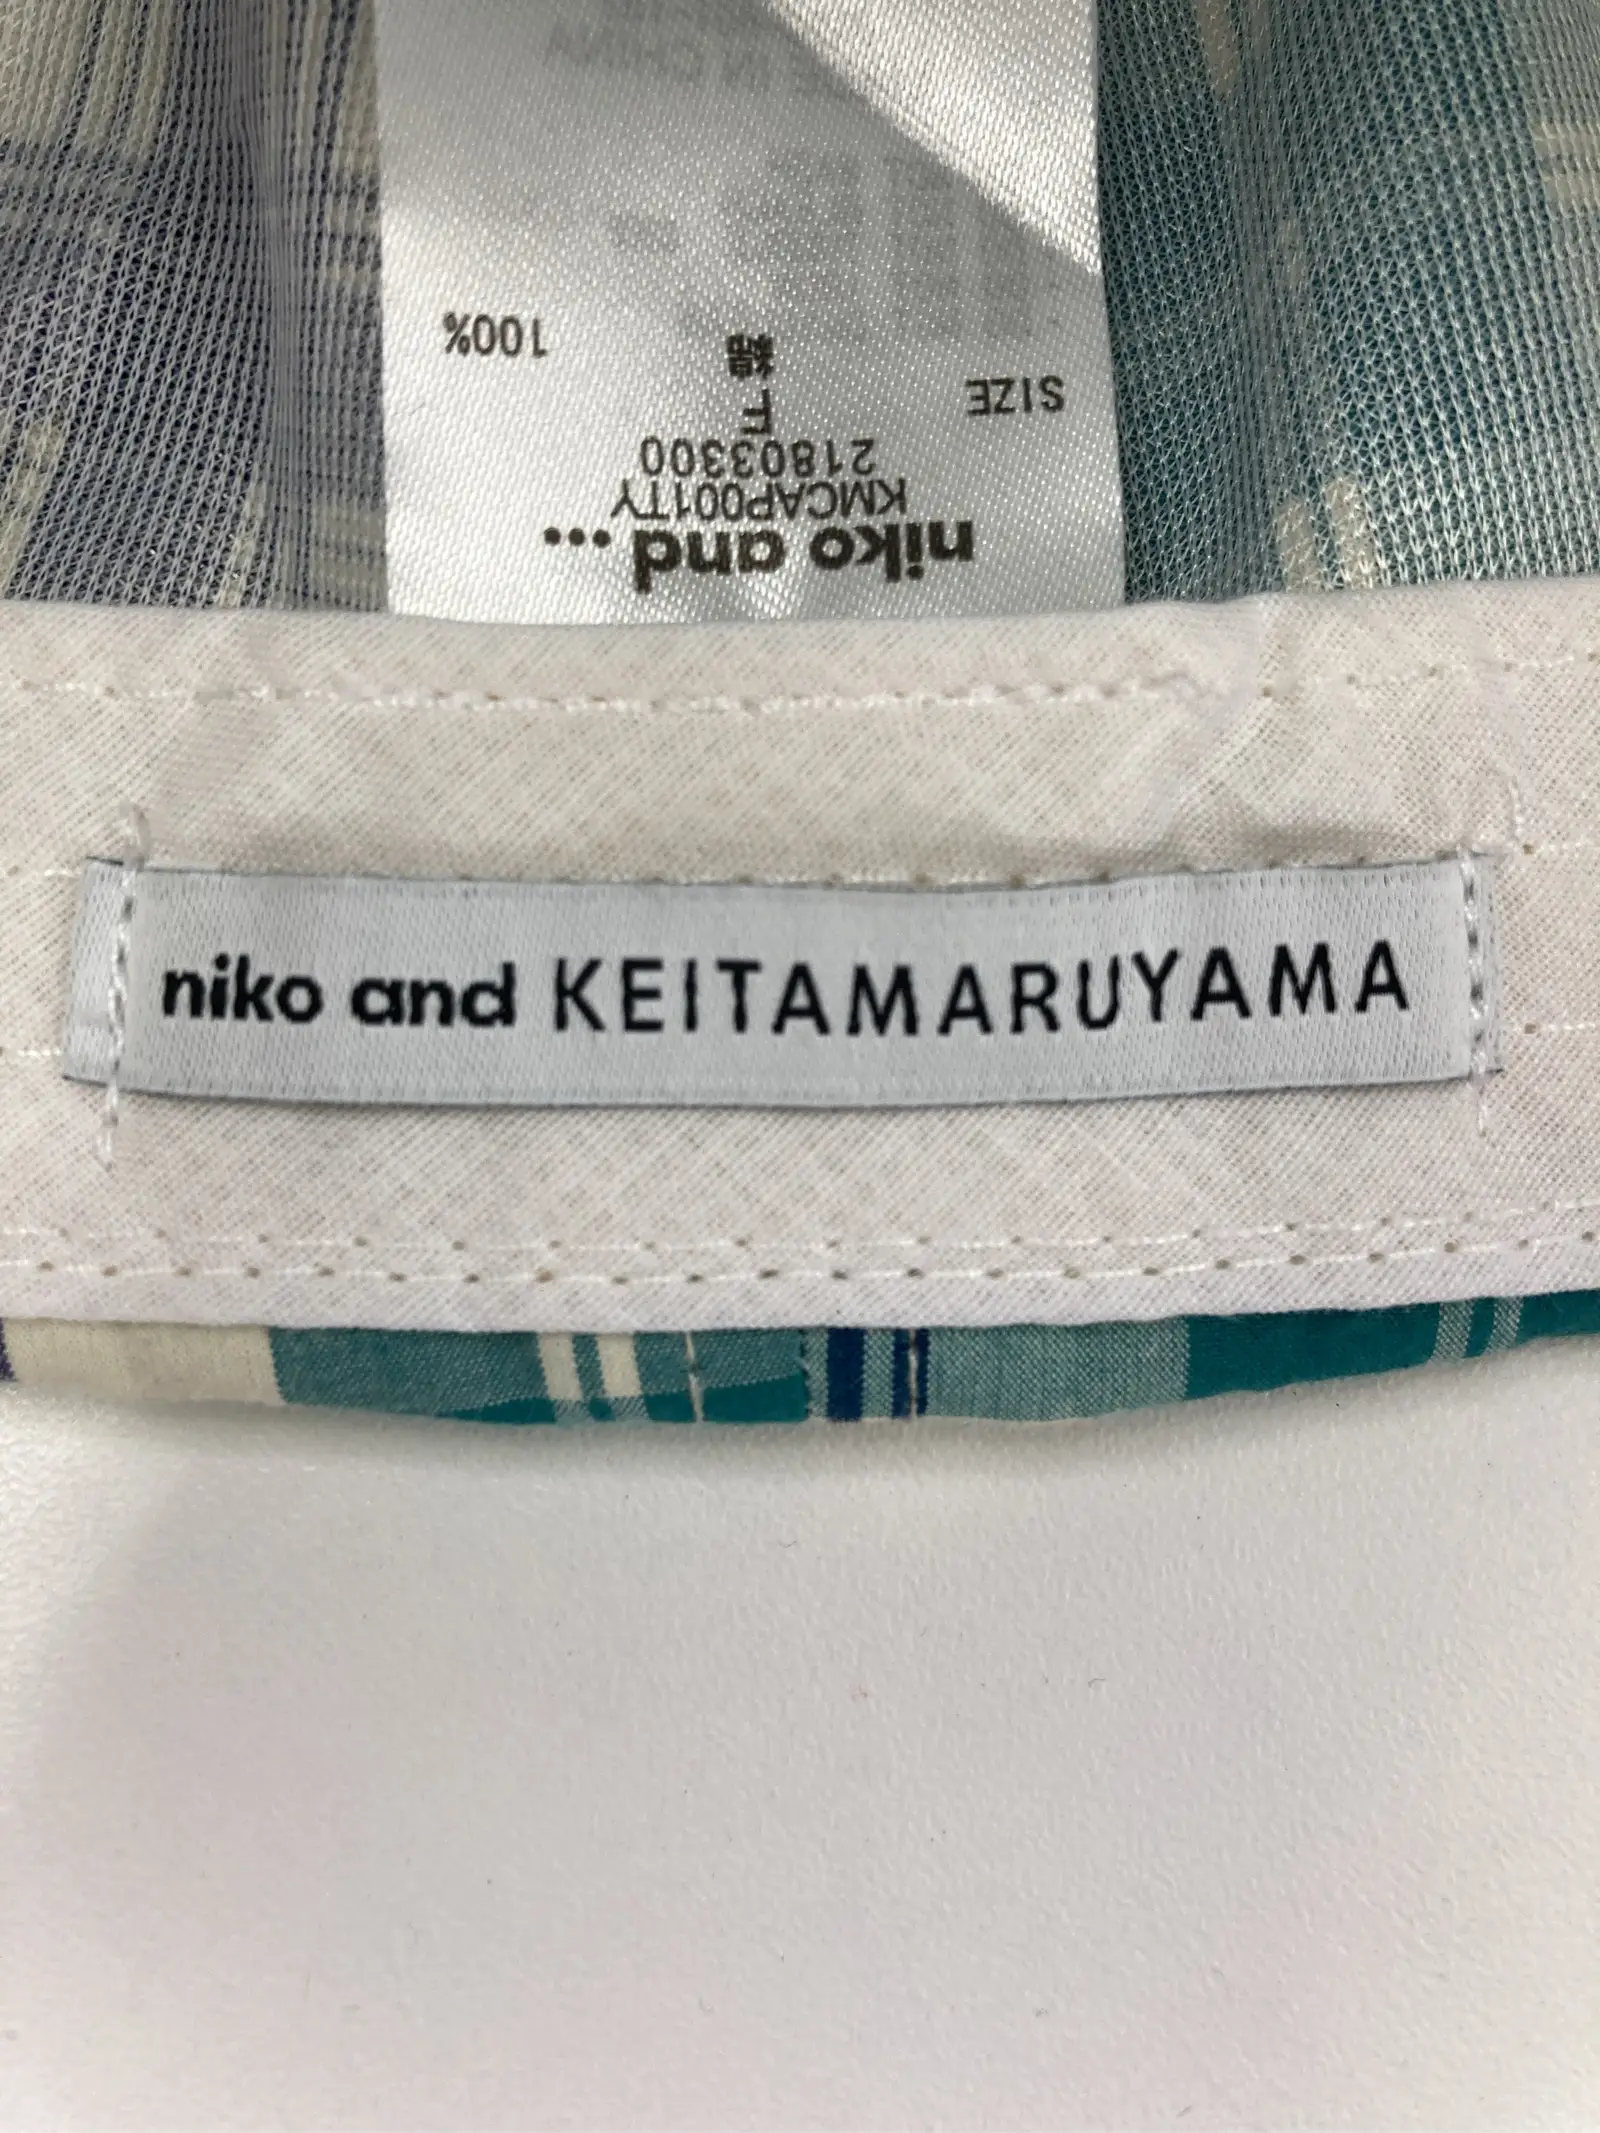 niko and ...
KMCAP001TY
21803300
SIZE F
綿 100%
niko and KEITAMARUYAMA